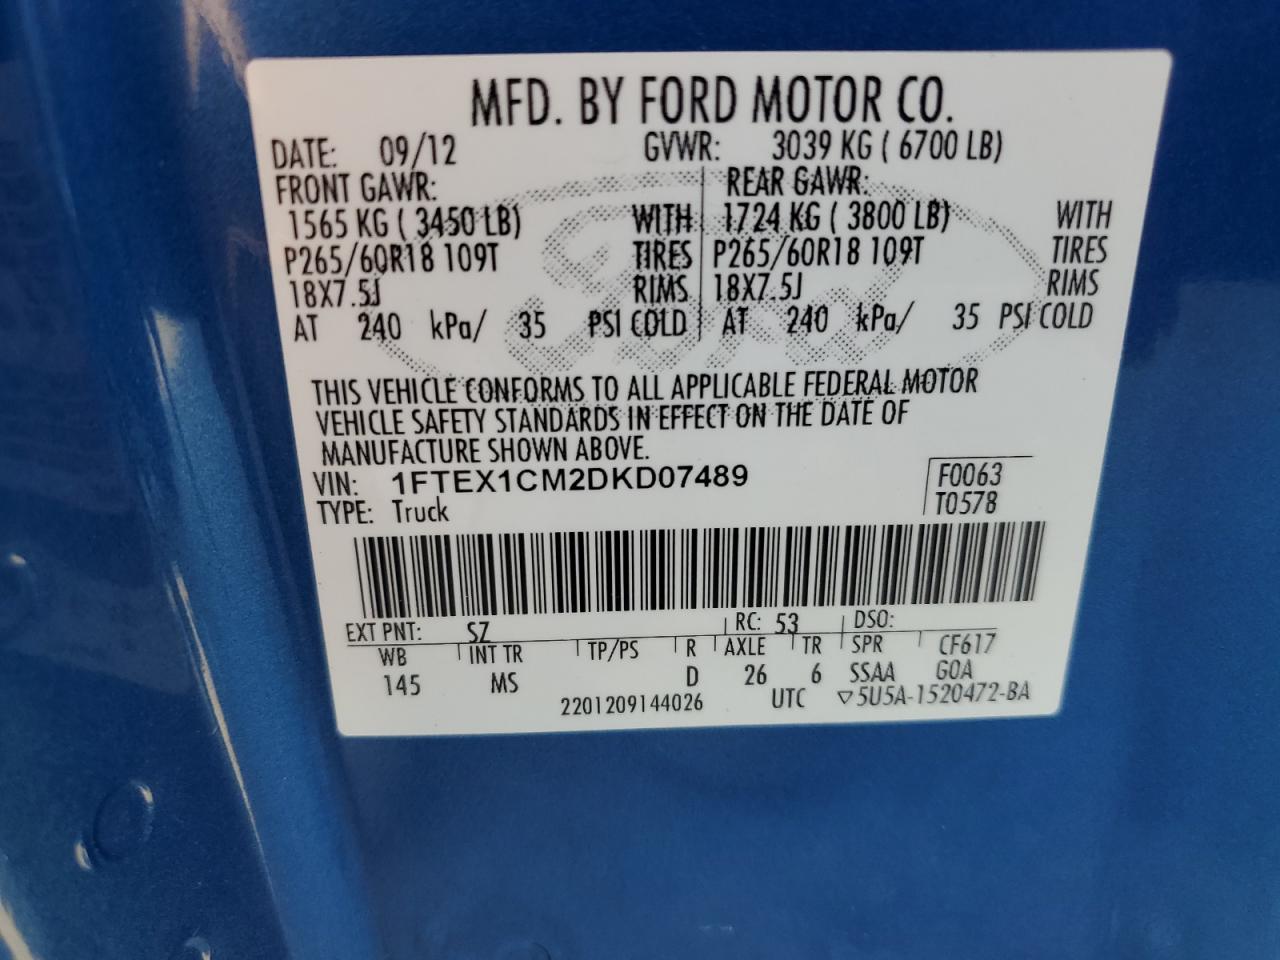 MFD. BY FORD MOTOR CO.
DATE: 09/12 GVWR: 3039 KG ( 6700 LB)
FRONT GAWR: REAR GAWR:
1565 KG ( 3450 LB) WITH 1724 KG ( 3800 LB) WITH
P265/60R18 109T TIRES P265/60R18 109T TIRES
18X7.5J RIMS 18X7.5J RIMS
AT 240 kPa/ 35 PSI COLD AT 240 kPa/ 35 PSI COLD
Ford
THIS VEHICLE CONFORMS TO ALL APPLICABLE FEDERAL MOTOR
VEHICLE SAFETY STANDARDS IN EFFECT ON THE DATE OF
MANUFACTURE SHOWN ABOVE.
VIN: 1FTEX1CM2DKD07489 F0063
TYPE: Truck T0578
EXT PNT: SZ RC: 53 DSO:
WB INT TR TP/PS R AXLE TR SPR CF617
145 MS D 26 6 SSAA GOA
2201209144026 UTC ▽5U5A-1520472-BA